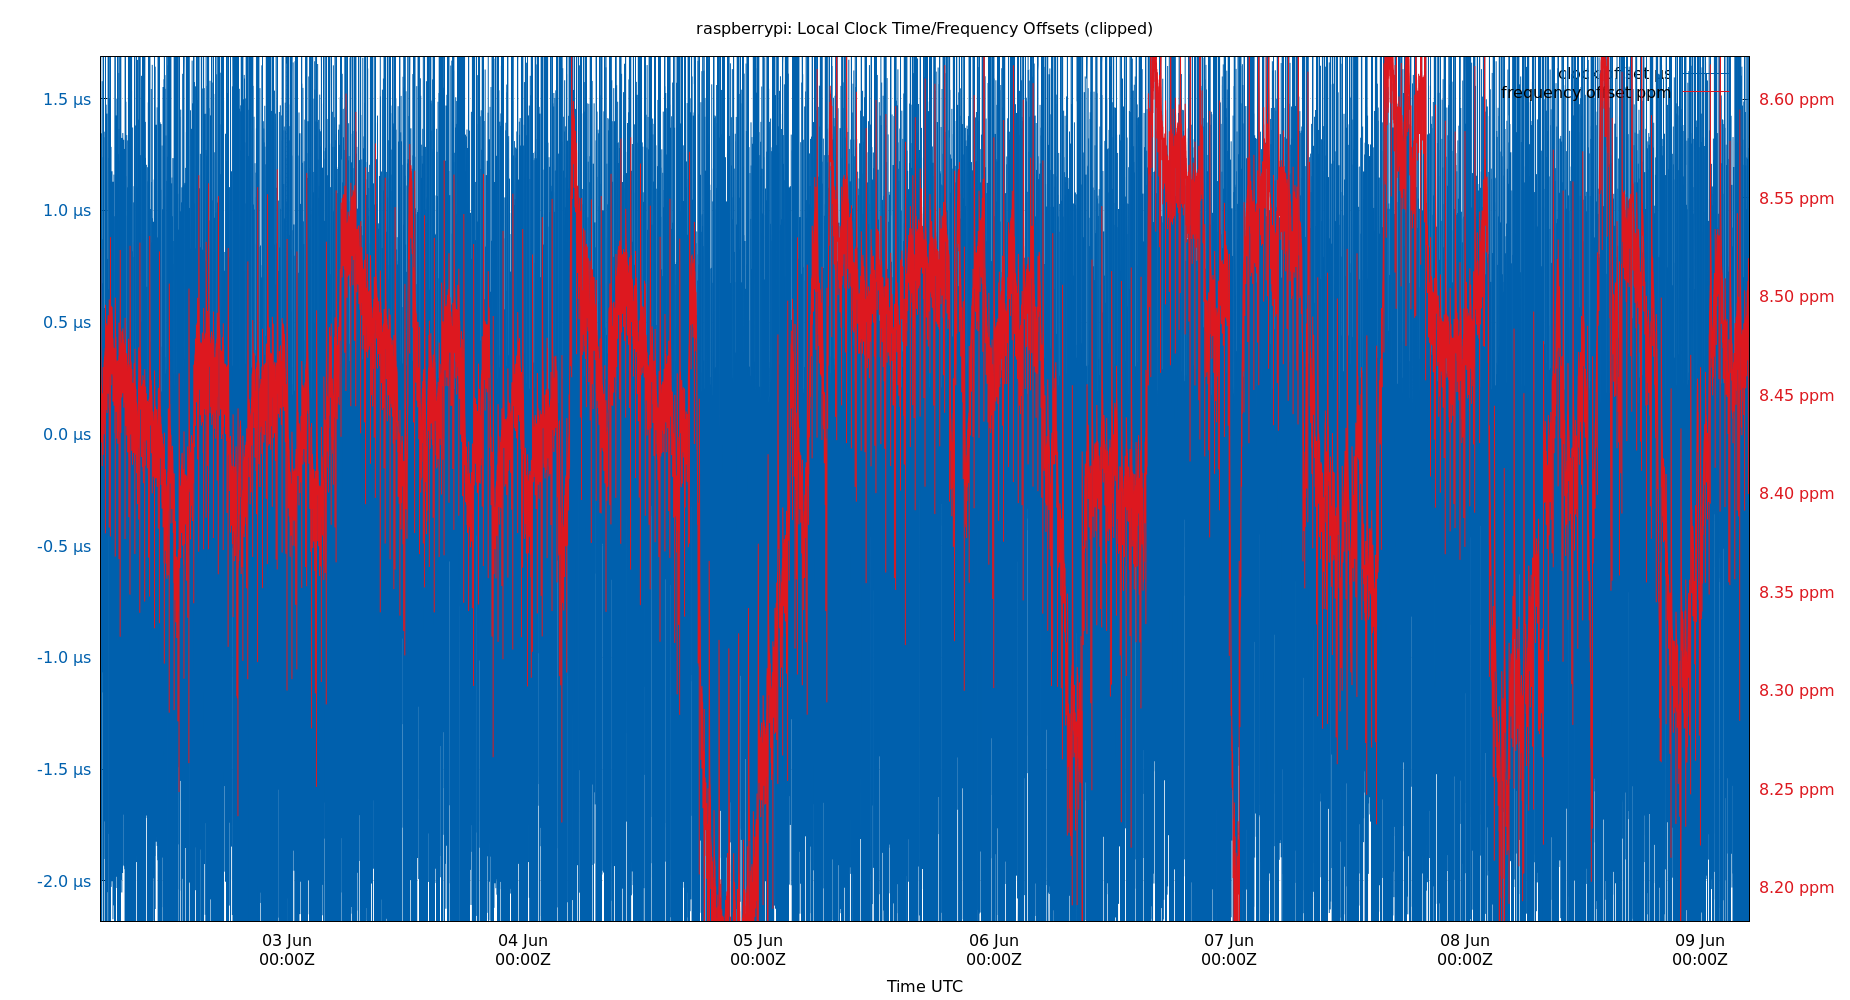 raspberrypi: Local Clock Time/Frequency Offsets (clipped)
clock offset µs
frequency offset ppm
1.5 µs
1.0 µs
0.5 µs
0.0 µs
-0.5 µs
-1.0 µs
-1.5 µs
-2.0 µs
8.60 ppm
8.55 ppm
8.50 ppm
8.45 ppm
8.40 ppm
8.35 ppm
8.30 ppm
8.25 ppm
8.20 ppm
03 Jun 04 Jun 05 Jun 06 Jun 07 Jun 08 Jun 09 Jun
00:00Z 00:00Z 00:00Z 00:00Z 00:00Z 00:00Z 00:00Z
Time UTC